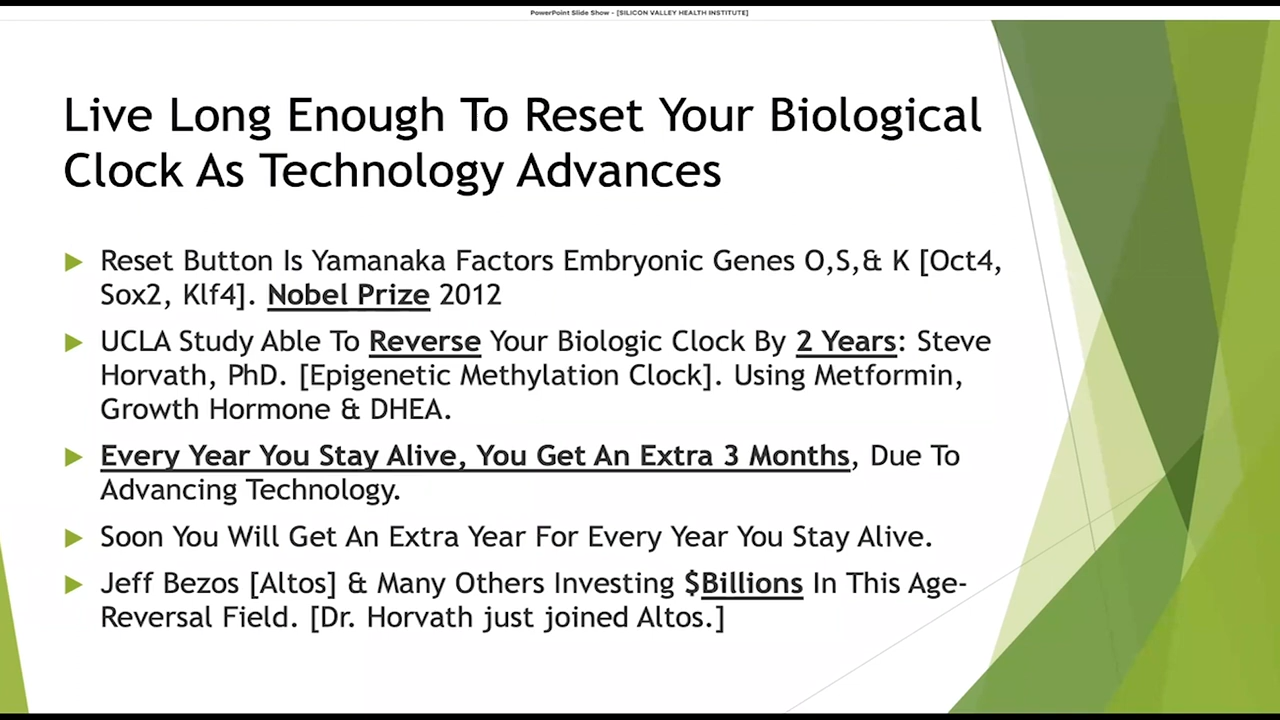 PowerPoint Slide Show - [SILICON VALLEY HEALTH INSTITUTE]
Live Long Enough To Reset Your Biological
Clock As Technology Advances
Reset Button Is Yamanaka Factors Embryonic Genes O,S,& K [Oct4,
Sox2, Klf4]. Nobel Prize 2012
UCLA Study Able To Reverse Your Biologic Clock By 2 Years: Steve
Horvath, PhD. [Epigenetic Methylation Clock]. Using Metformin,
Growth Hormone & DHEA.
Every Year You Stay Alive, You Get An Extra 3 Months, Due To
Advancing Technology.
Soon You Will Get An Extra Year For Every Year You Stay Alive.
Jeff Bezos [Altos] & Many Others Investing $Billions In This Age-
Reversal Field. [Dr. Horvath just joined Altos.]